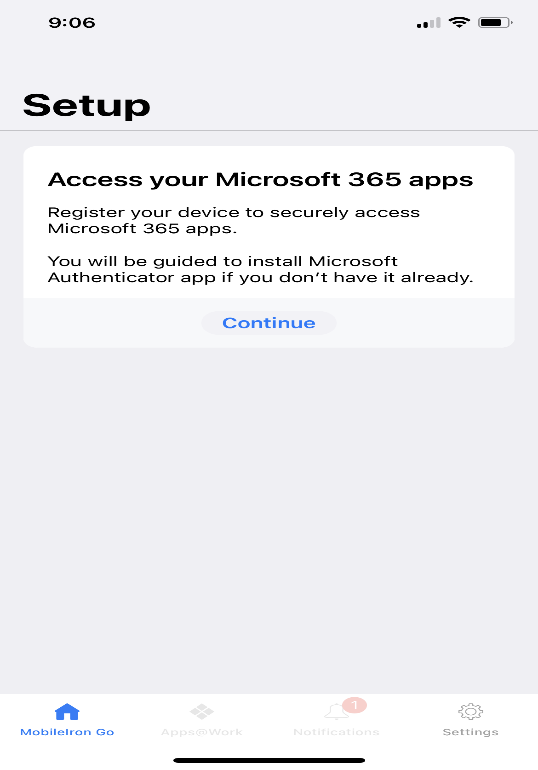 9:06
Setup
Access your Microsoft 365 apps
Register your device to securely access
Microsoft 365 apps.
You will be guided to install Microsoft
Authenticator app if you don't have it already.
Continue
1
MobileIron Go
Apps@Work
Notifications
Settings